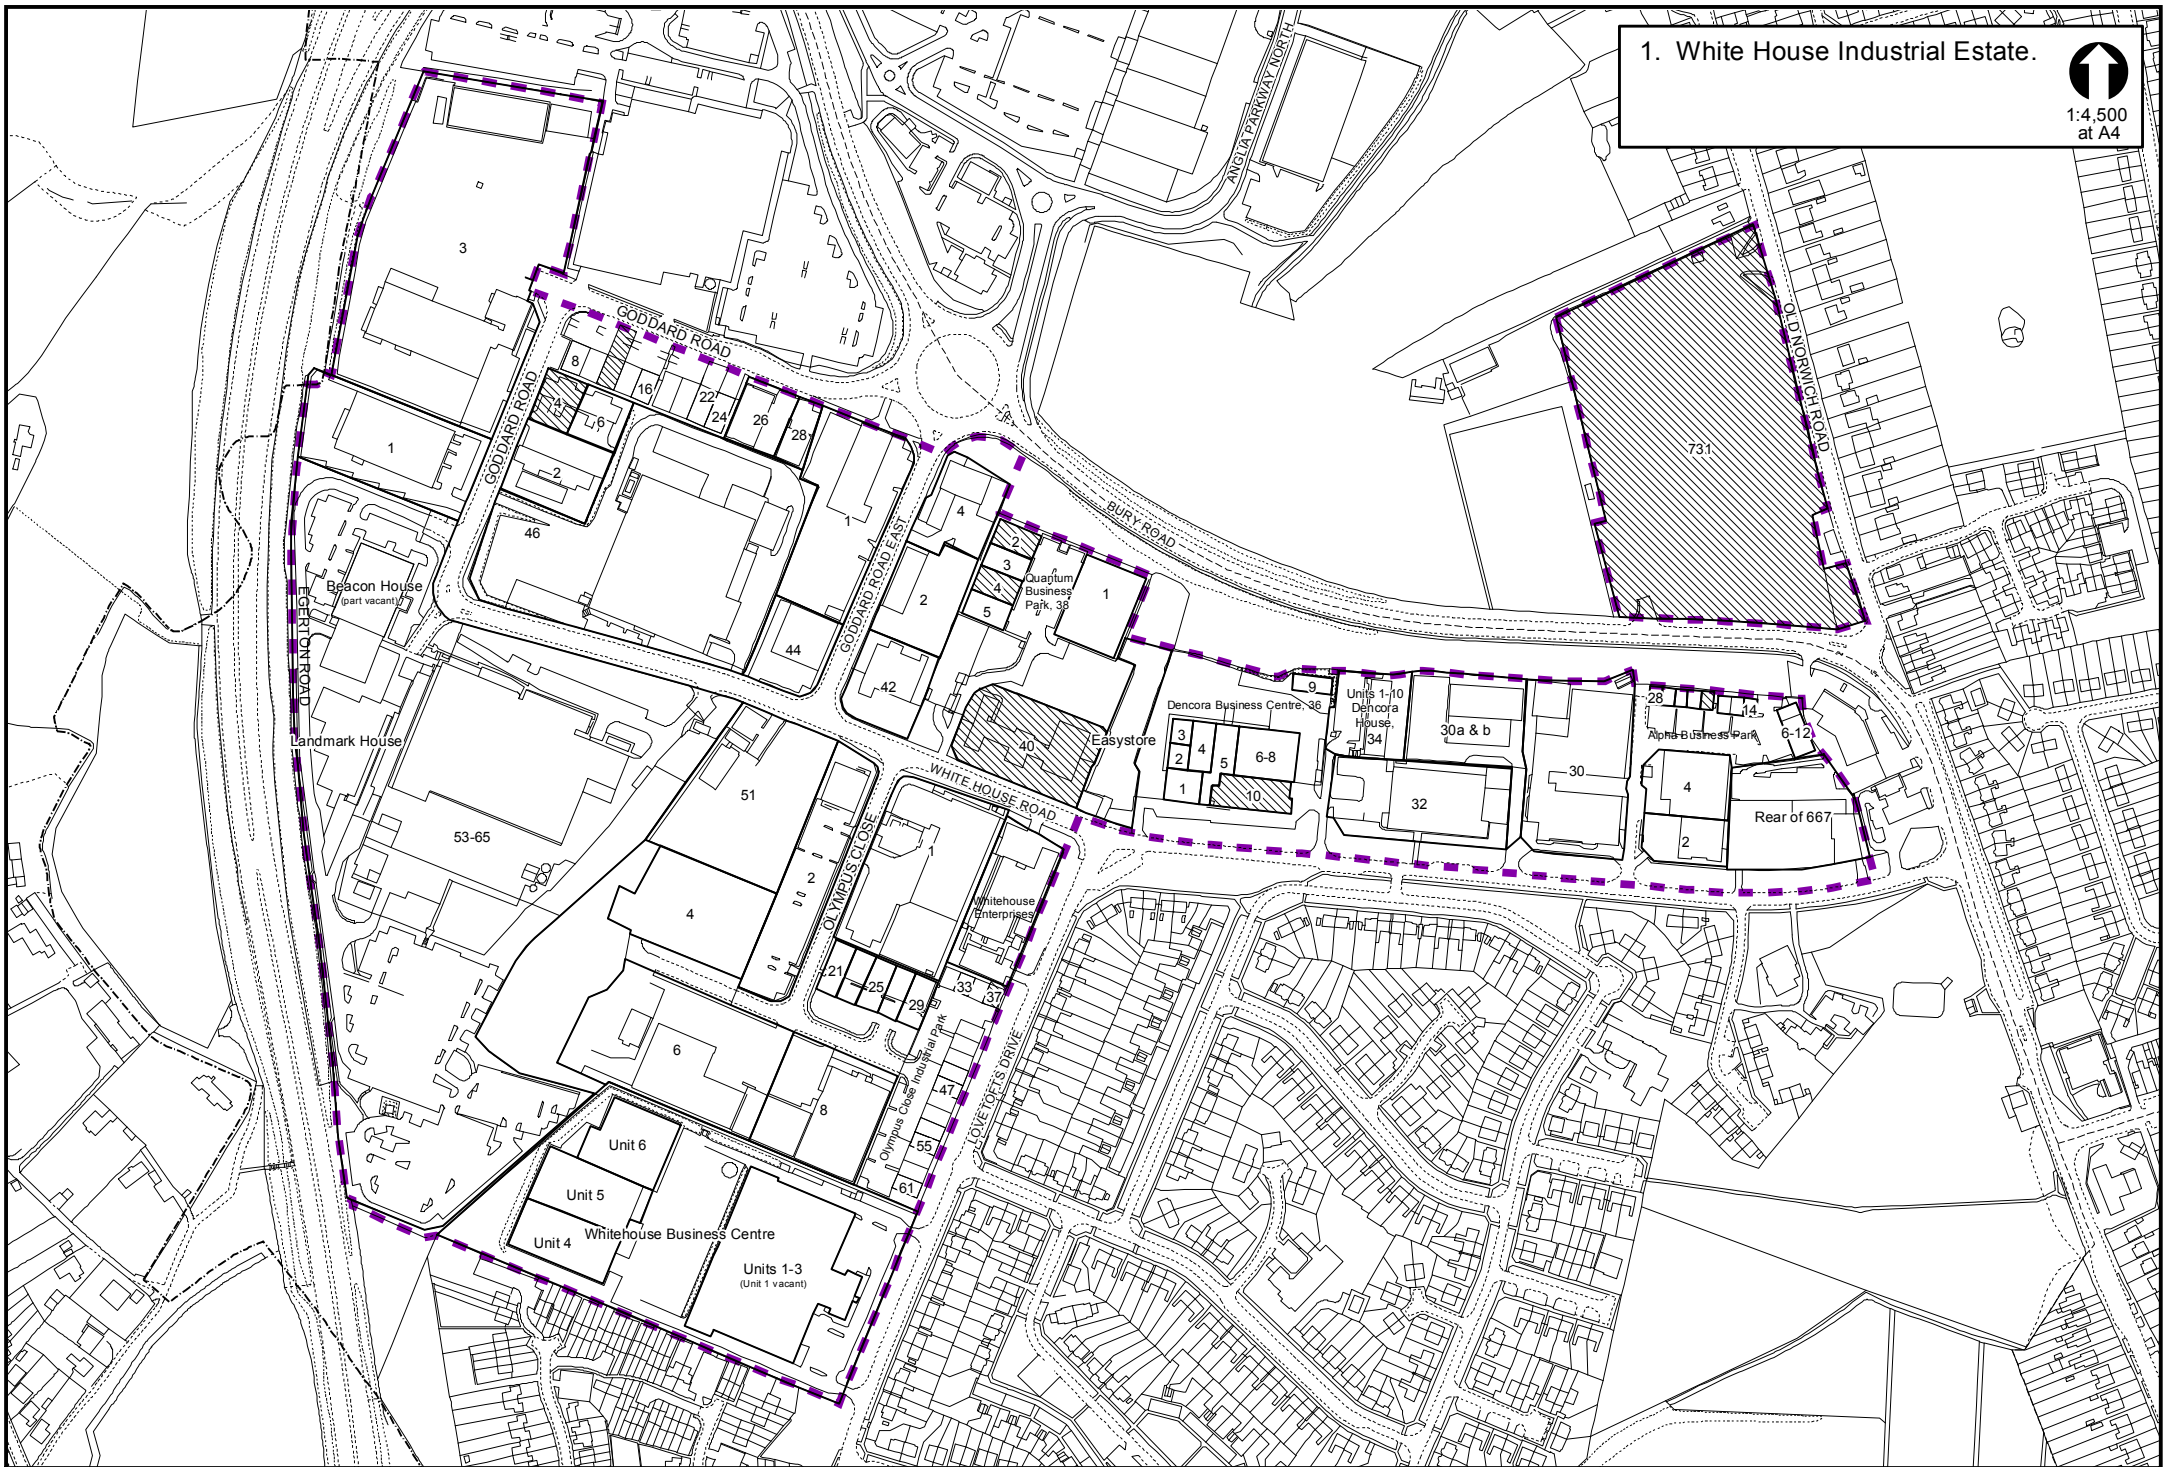 1. White House Industrial Estate.
1:4,500
at A4
ANGLIA PARKWAY NORTH
3
GODDARD ROAD
OLD NORWICH ROAD
8
16
22
24
26
28
4
6
1
2
GODDARD ROAD
731
46
1
4
BURY ROAD
GODDARD ROAD EAST
2
3
4
5
Quantum
Business
Park, 38
1
2
Beacon House
(part vacant)
EGERTON ROAD
44
42
9
Units 1-10
Dencora
House,
34
28
14
Dencora Business Centre, 36
30a & b
Alpha Business Park
6-12
Landmark House
40
Easystore
3
4
2
5
6-8
1
10
30
32
4
2
Rear of 667
51
WHITE HOUSE ROAD
53-65
OLYMPUS CLOSE
1
2
4
Whitehouse
Enterprises
21
25
29
33
37
Olympus Close Industrial Park
LOVETOFTS DRIVE
6
8
47
55
61
Unit 6
Unit 5
Unit 4
Whitehouse Business Centre
Units 1-3
(Unit 1 vacant)